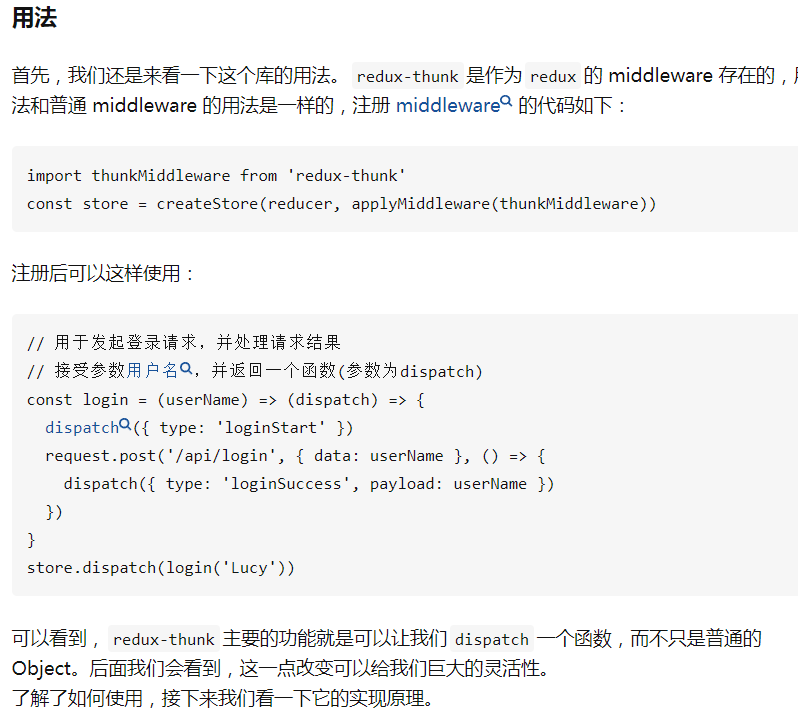 用法
首先，我们还是来看一下这个库的用法。 redux-thunk 是作为 redux 的 middleware 存在的，
法和普通 middleware 的用法是一样的，注册 middleware 的代码如下：
import thunkMiddleware from 'redux-thunk'
const store = createStore(reducer, applyMiddleware(thunkMiddleware))
注册后可以这样使用：
// 用于发起登录请求，并处理请求结果
// 接受参数用户名，并返回一个函数(参数为dispatch)
const login = (userName) => (dispatch) => {
  dispatch({ type: 'loginStart' })
  request.post('/api/login', { data: userName }, () => {
    dispatch({ type: 'loginSuccess', payload: userName })
  })
}
store.dispatch(login('Lucy'))
可以看到， redux-thunk 主要的功能就是可以让我们 dispatch 一个函数，而不只是普通的
Object。后面我们会看到，这一点改变可以给我们巨大的灵活性。
了解了如何使用，接下来我们看一下它的实现原理。